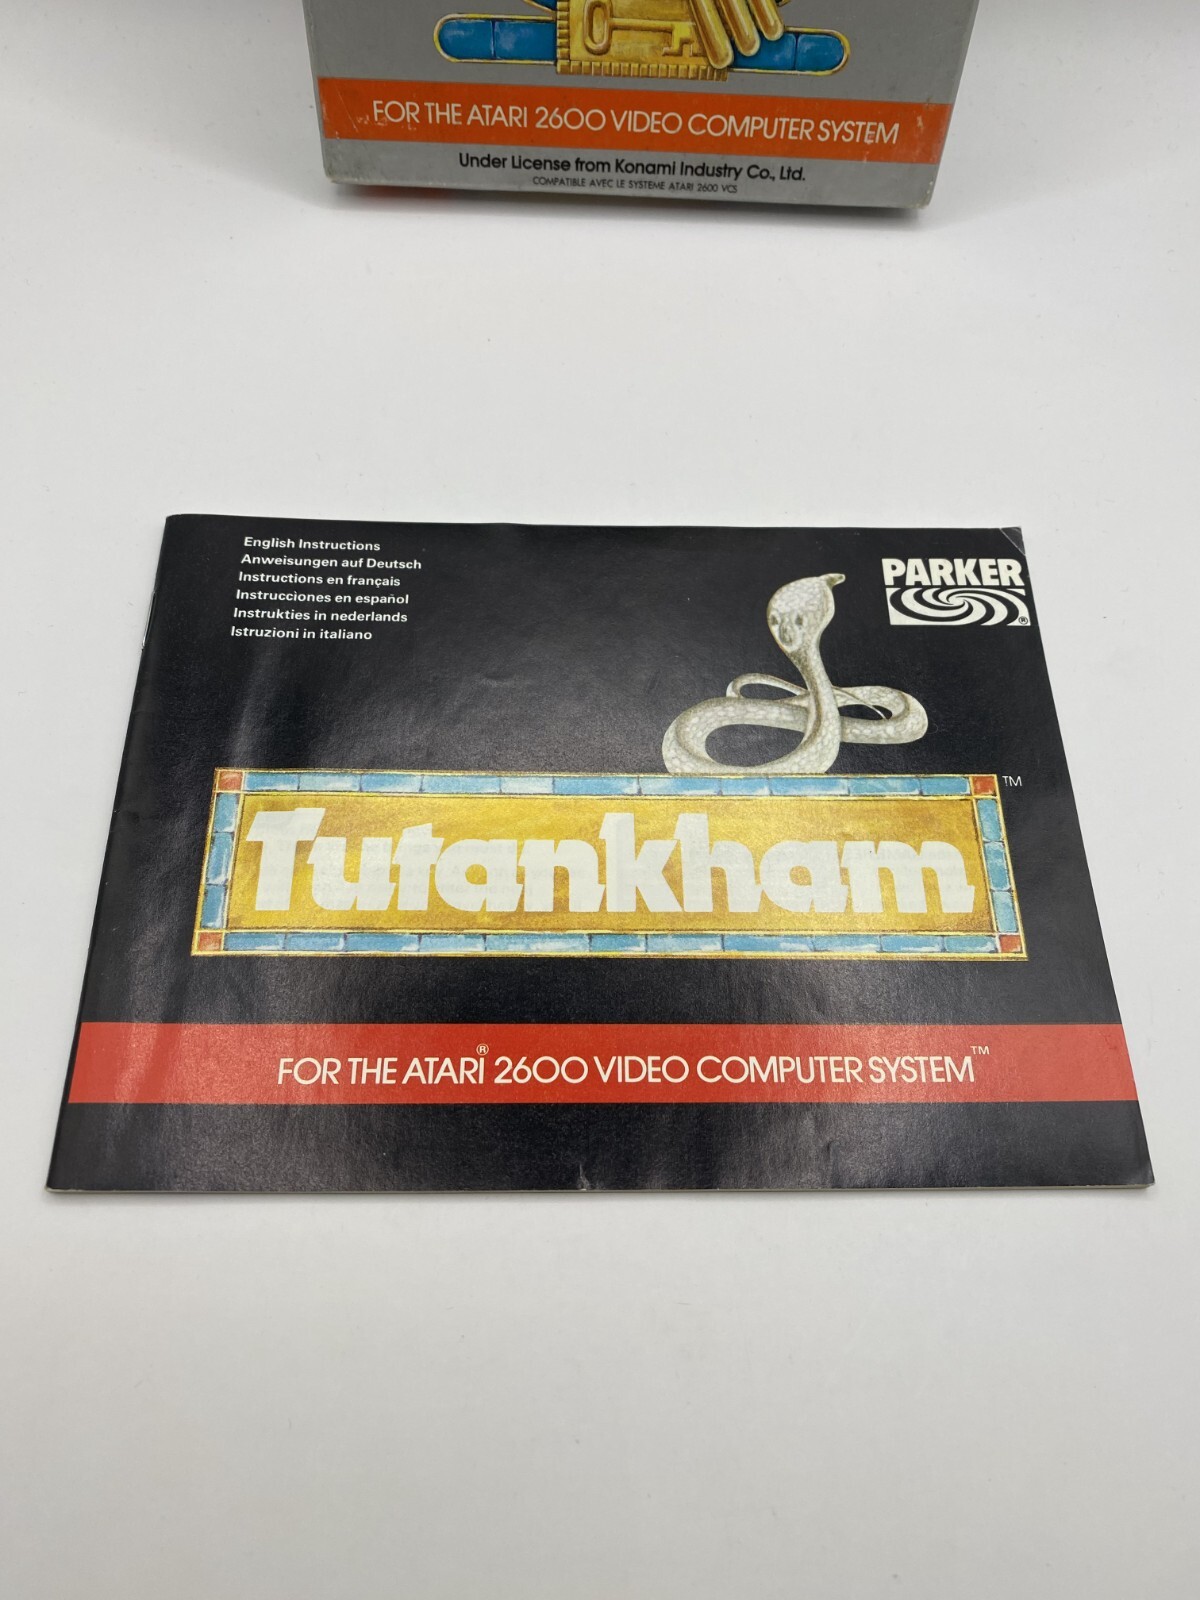 FOR THE ATARI 2600 VIDEO COMPUTER SYSTEM
Under License from Konami Industry Co., Ltd.
COMPATIBLE AVEC LE SYSTEME ATARI 2600 VCS
English Instructions
Anweisungen auf Deutsch
Instructions en français
Instrucciones en español
Instrukties in nederlands
Istruzioni in italiano
PARKER
®
Tutankham ™
FOR THE ATARI® 2600 VIDEO COMPUTER SYSTEM™